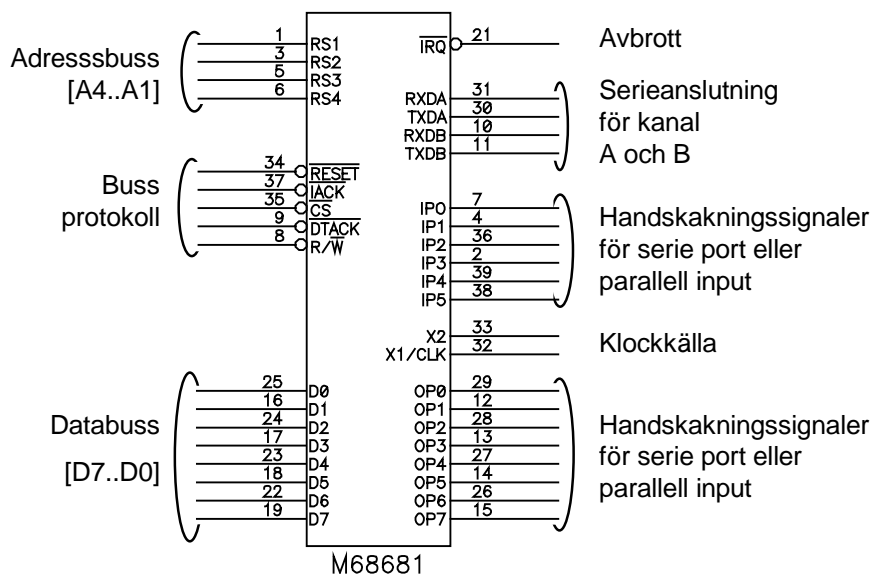 Adresssbuss
[A4..A1]
1 RS1
3 RS2
5 RS3
6 RS4
Buss
protokoll
34 RESET
37 IACK
35 CS
9 DTACK
8 R/W
Databuss
[D7..D0]
25 D0
16 D1
24 D2
17 D3
23 D4
18 D5
22 D6
19 D7
IRQ 21
Avbrott
RXDA 31
TXDA 30
RXDB 10
TXDB 11
Serieanslutning
för kanal
A och B
IP0 7
IP1 4
IP2 36
IP3 2
IP4 39
IP5 38
Handskakningssignaler
för serie port eller
parallell input
X2 33
X1/CLK 32
Klockkälla
OP0 29
OP1 12
OP2 28
OP3 13
OP4 27
OP5 14
OP6 26
OP7 15
Handskakningssignaler
för serie port eller
parallell input
M68681